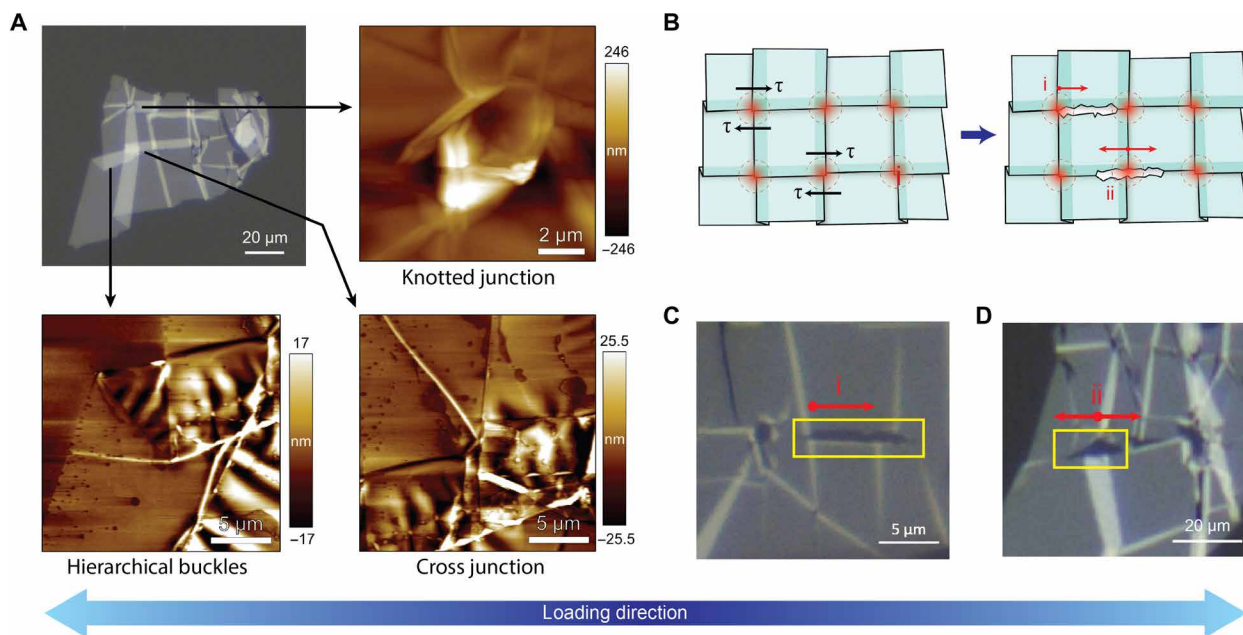 A
20 µm
246
nm
−246
2 µm
Knotted junction
17
nm
−17
5 µm
Hierarchical buckles
25.5
nm
−25.5
5 µm
Cross junction
B
τ
τ
τ
τ
i
i
ii
C
i
5 µm
D
ii
20 µm
Loading direction